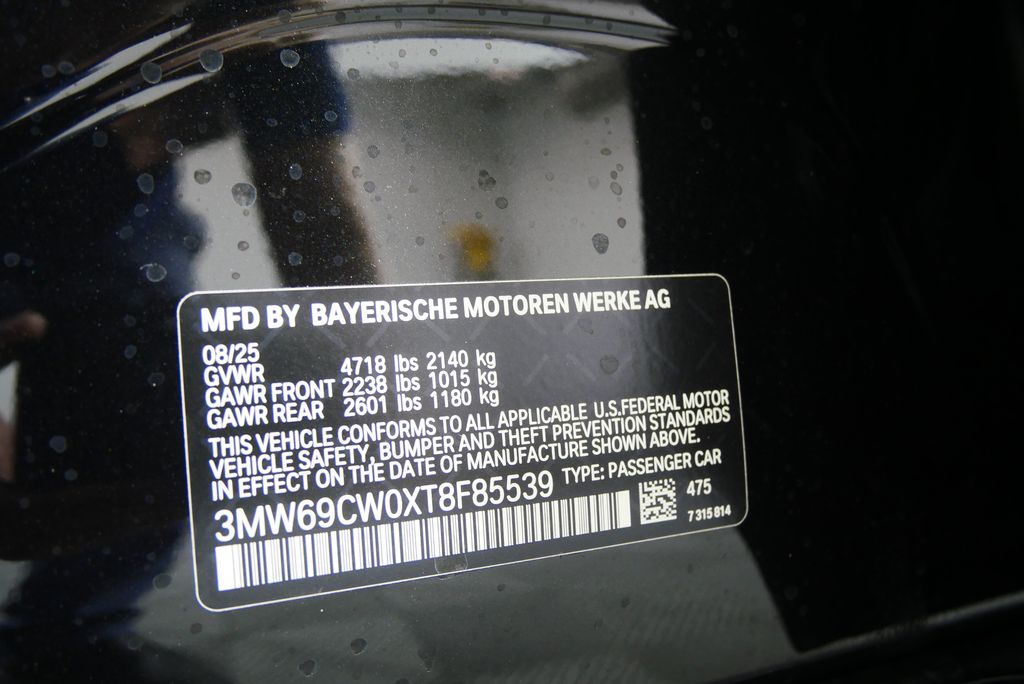 MFD BY BAYERISCHE MOTOREN WERKE AG
08/25
GVWR 4718 lbs 2140 kg
GAWR FRONT 2238 lbs 1015 kg
GAWR REAR 2601 lbs 1180 kg
THIS VEHICLE CONFORMS TO ALL APPLICABLE U.S.FEDERAL MOTOR
VEHICLE SAFETY, BUMPER AND THEFT PREVENTION STANDARDS
IN EFFECT ON THE DATE OF MANUFACTURE SHOWN ABOVE.
3MW69CW0XT8F85539 TYPE: PASSENGER CAR
475
7 315 814